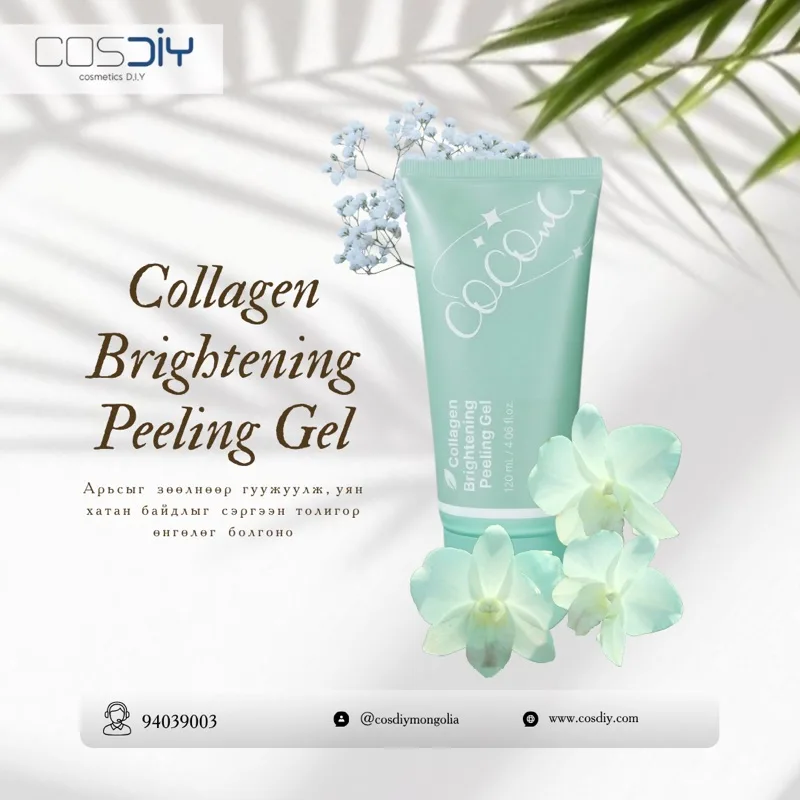 COSDiY
cosmetics D.I.Y
COCOnG
Collagen
Brightening
Peeling Gel
Арьсыг зөөлнөөр гуужуулж, уян
хатан байдлыг сэргээн толигор
өнгөлөг болгоно
Collagen
Brightening
Peeling Gel
120 mL / 4.06 fl.oz.
94039003
@cosdiymongolia
www.cosdiy.com